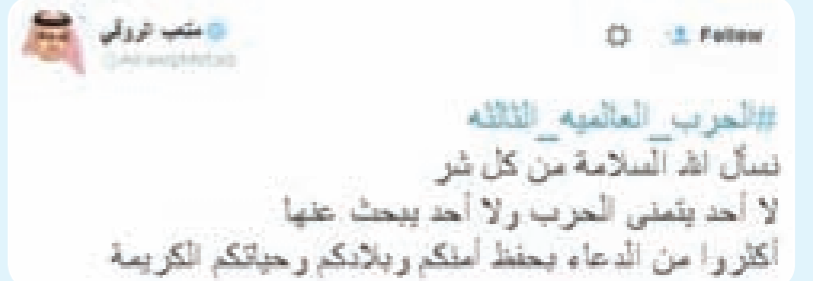 متعب
Follow
#الحرب_العالميه_الثالثه
نسأل الله السلامة من كل شر
لا أحد يتمنى الحرب ولا أحد يبحث عنها
أكثروا من الدعاء بحفظ أمنكم وبلادكم وحياتكم الكريمة